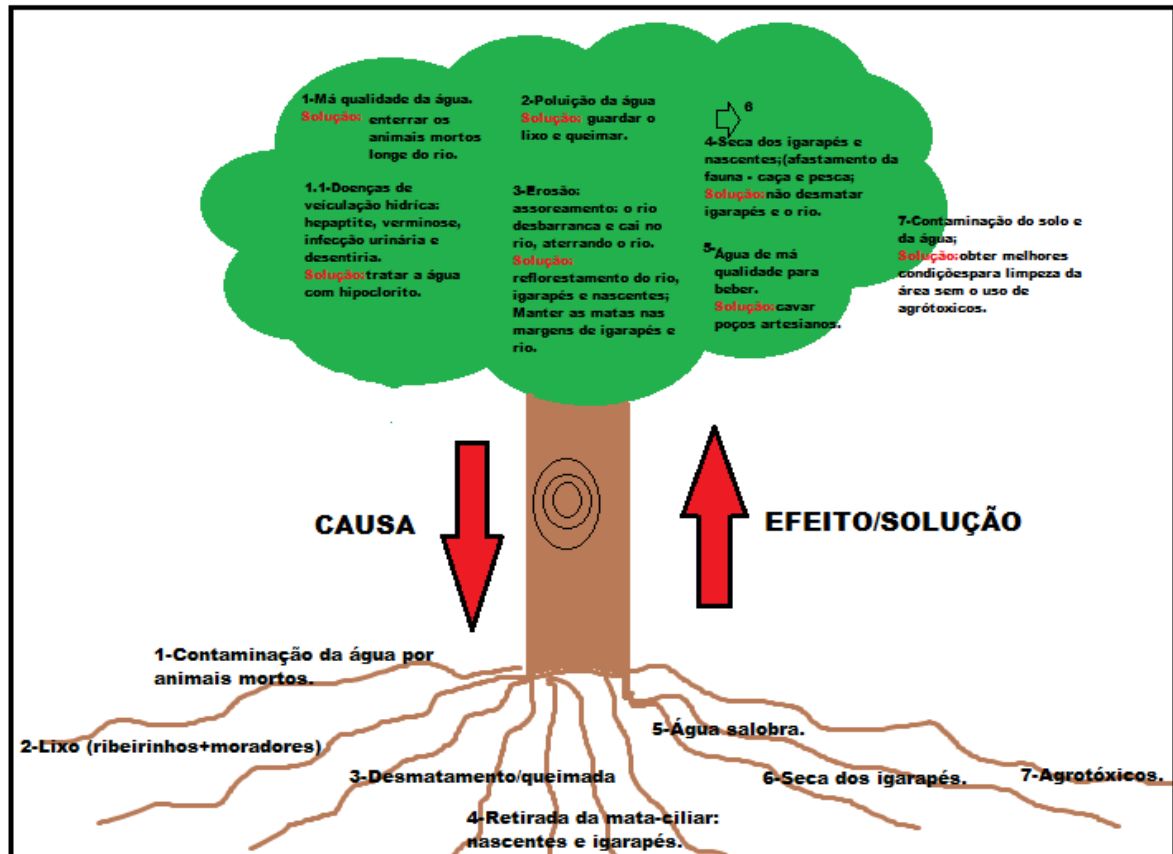 1-Má qualidade da água.
Solução: enterrar os
animais mortos
longe do rio.
1.1-Doenças de
veículação hidríca:
hepaptite, verminose,
infecção urinária e
desentiria.
Solução:tratar a água
com hipoclorito.
2-Poluição da água
Solução: guardar o
lixo e queimar.
3-Erosão:
assoreamento: o rio
desbarranca e cai no
rio, aterrando o rio.
Solução:
reflorestamento do rio,
igarapés e nascentes;
Manter as matas nas
margens de igarapés e
rio.
6
4-Seca dos igarapés e
nascentes;(afastamento da
fauna - caça e pesca;
Solução:não desmatar
igarapés e o rio.
5-Água de má
qualidade para
beber.
Solução:cavar
poços artesianos.
7-Contaminação do solo e
da água;
Solução:obter melhores
condiçõespara limpeza da
área sem o uso de
agrótoxicos.
CAUSA
EFEITO/SOLUÇÃO
1-Contaminação da água por
animais mortos.
2-Lixo (ribeirinhos+moradores)
3-Desmatamento/queimada
4-Retirada da mata-ciliar:
nascentes e igarapés.
5-Água salobra.
6-Seca dos igarapés.
7-Agrotóxicos.